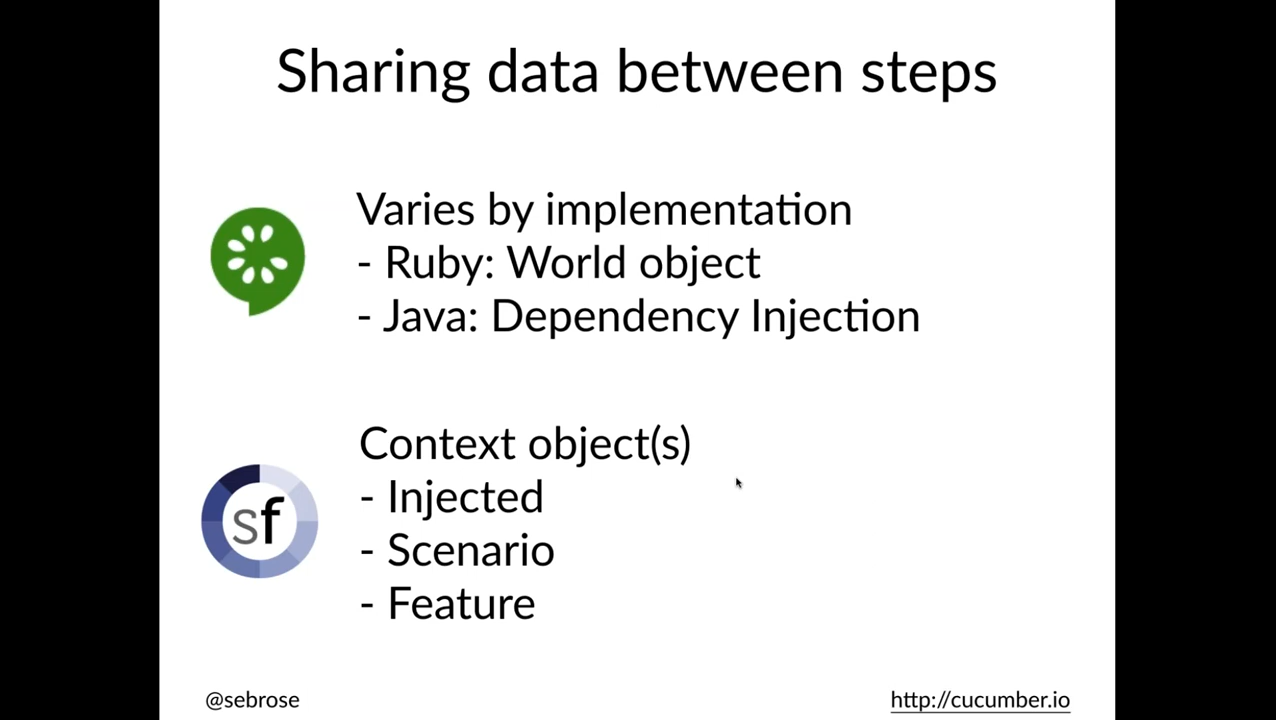 Sharing data between steps
Varies by implementation
- Ruby: World object
- Java: Dependency Injection
Context object(s)
- Injected
- Scenario
- Feature
sf
@sebrose
http://cucumber.io